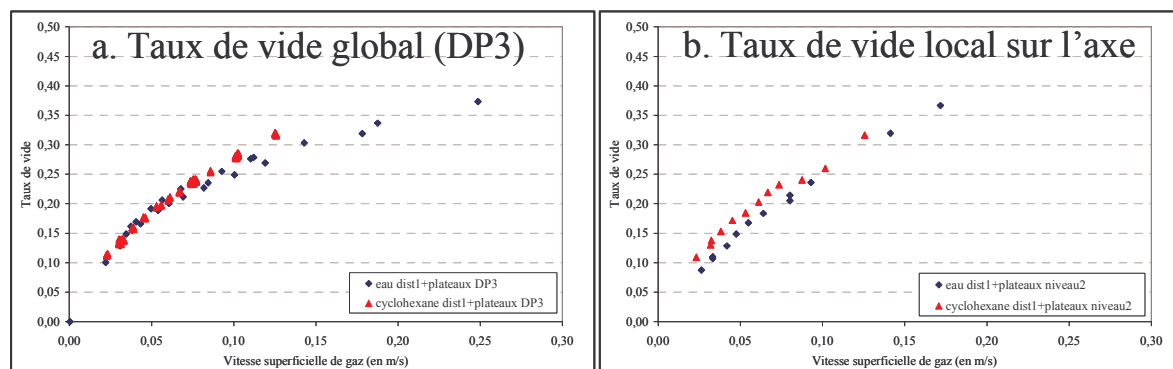 a. Taux de vide global (DP3)
0,50
0,45
0,40
0,35
0,30
0,25
0,20
0,15
0,10
0,05
0,00
Taux de vide
eau dist1+plateaux DP3
cyclohexane dist1+plateaux DP3
0,00 0,05 0,10 0,15 0,20 0,25 0,30
Vitesse superficielle de gaz (en m/s)
b. Taux de vide local sur l'axe
0,50
0,45
0,40
0,35
0,30
0,25
0,20
0,15
0,10
0,05
0,00
Taux de vide
eau dist1+plateaux niveau2
cyclohexane dist1+plateaux niveau2
0,00 0,05 0,10 0,15 0,20 0,25 0,30
Vitesse superficielle de gaz (en m/s)